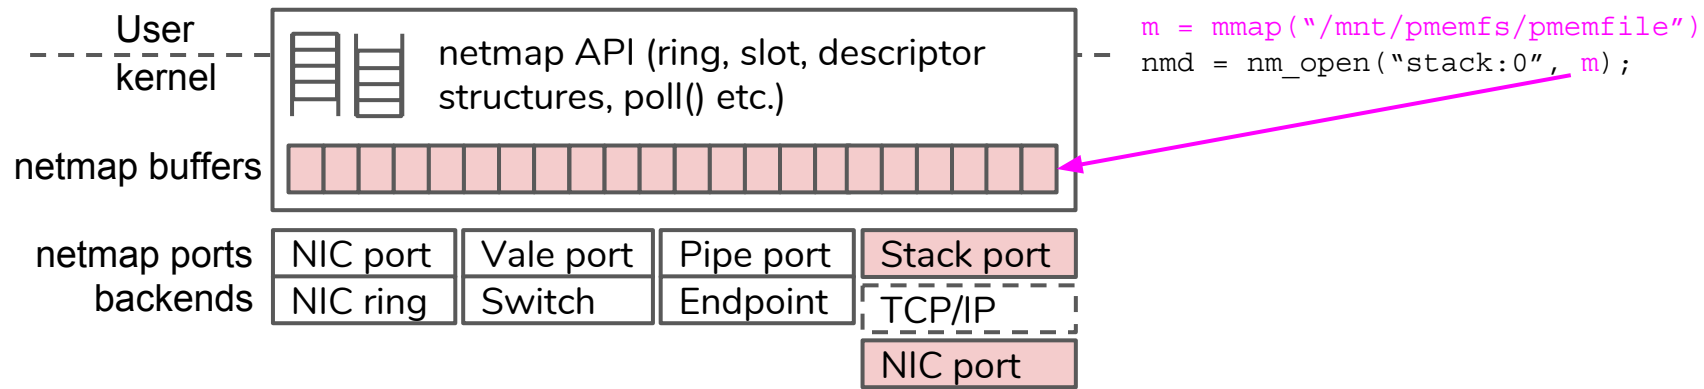 User
kernel
netmap API (ring, slot, descriptor
structures, poll() etc.)
m = mmap(“/mnt/pmemfs/pmemfile”)
nmd = nm_open(“stack:0”, m);
netmap buffers
netmap ports
backends
NIC port
NIC ring
Vale port
Switch
Pipe port
Endpoint
Stack port
TCP/IP
NIC port